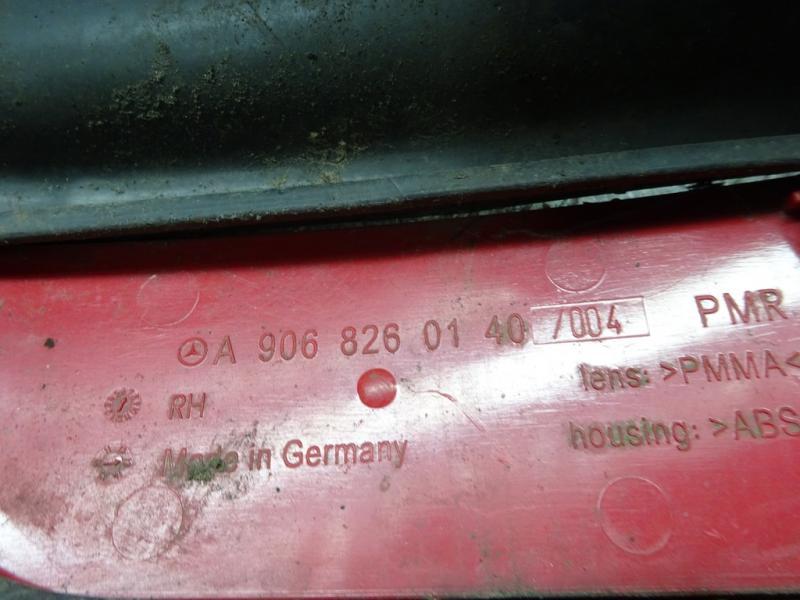 A 906 826 01 40 /004 PMR
RH
lens: >PMMA<
Made in Germany
housing: >ABS